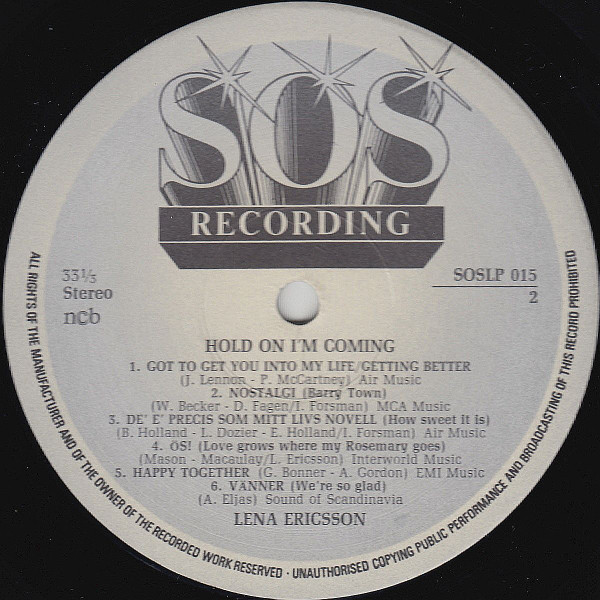 SOS
RECORDING
33⅓
Stereo
ncb
SOSLP 015
2
HOLD ON I'M COMING
1. GOT TO GET YOU INTO MY LIFE/GETTING BETTER
(J. Lennon - P. McCartney) Air Music
2. NOSTALGI (Barry Town)
(W. Becker - D. Fagen/I. Forsman) MCA Music
3. DE' E' PRECIS SOM MITT LIVS NOVELL (How sweet it is)
(B. Holland - L. Dozier - E. Holland/I. Forsman) Air Music
4. ÖS! (Love grows where my Rosemary goes)
(Mason - Macaulay/L. Ericsson) Interworld Music
5. HAPPY TOGETHER (G. Bonner - A. Gordon) EMI Music
6. VÄNNER (We're so glad)
(A. Eljas) Sound of Scandinavia
LENA ERICSSON
ALL RIGHTS OF THE MANUFACTURER AND OF THE OWNER OF THE RECORDED WORK RESERVED · UNAUTHORISED COPYING PUBLIC PERFORMANCE AND BROADCASTING OF THIS RECORD PROHIBITED